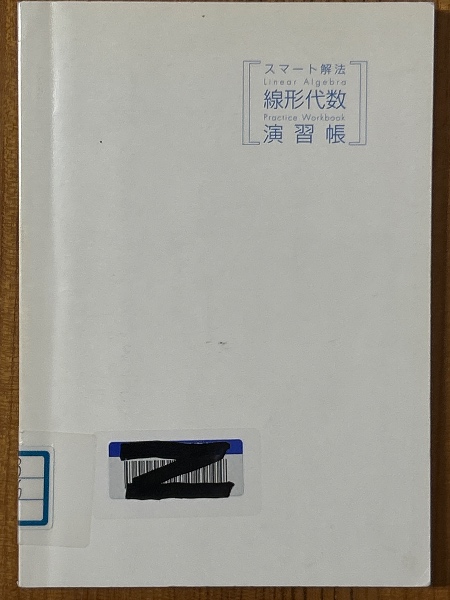 スマート解法
Linear Algebra
線形代数
Practice Workbook
演習帳